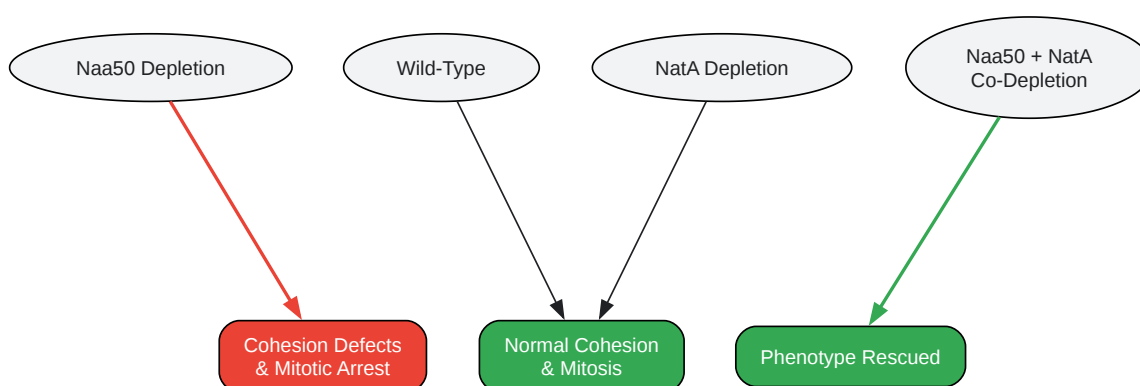 Naa50 Depletion
Wild-Type
NatA Depletion
Naa50 + NatA
Co-Depletion
Cohesion Defects
& Mitotic Arrest
Normal Cohesion
& Mitosis
Phenotype Rescued